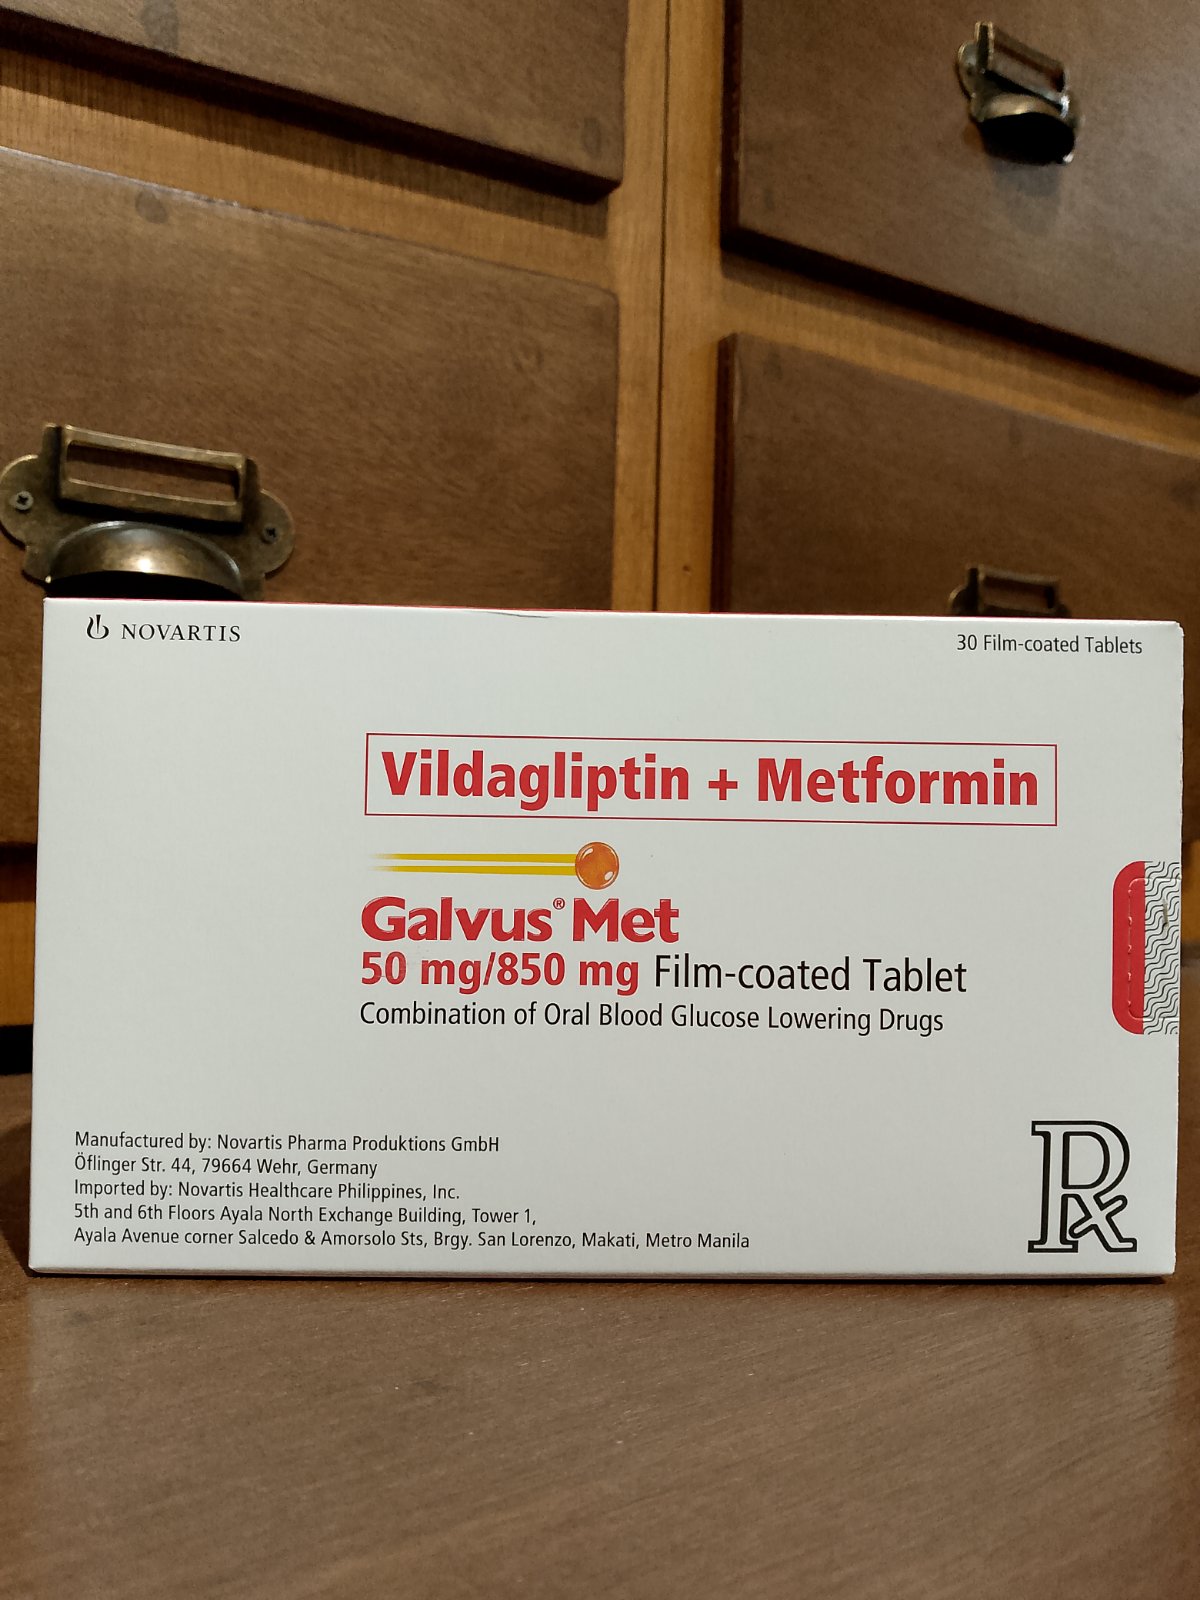 NOVARTIS
30 Film-coated Tablets
Vildagliptin + Metformin
Galvus® Met
50 mg/850 mg Film-coated Tablet
Combination of Oral Blood Glucose Lowering Drugs
Manufactured by: Novartis Pharma Produktions GmbH
Öflinger Str. 44, 79664 Wehr, Germany
Imported by: Novartis Healthcare Philippines, Inc.
5th and 6th Floors Ayala North Exchange Building, Tower 1,
Ayala Avenue corner Salcedo & Amorsolo Sts, Brgy. San Lorenzo, Makati, Metro Manila
Rx